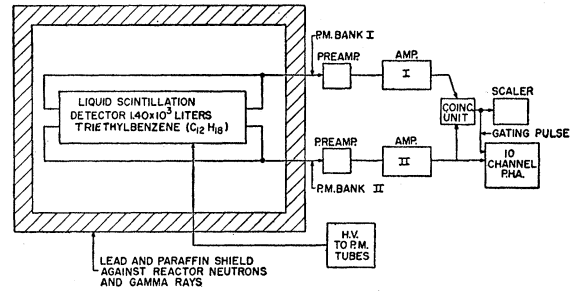 P.M. BANK I
PREAMP.
AMP.
I
LIQUID SCINTILLATION
DETECTOR 1.40x10³ LITERS
TRIETHYLBENZENE (C₁₂ H₁₈)
COINC.
UNIT
SCALER
GATING PULSE
PREAMP.
AMP.
II
10
CHANNEL
P.H.A.
P.M. BANK II
H.V.
TO P.M.
TUBES
LEAD AND PARAFFIN SHIELD
AGAINST REACTOR NEUTRONS
AND GAMMA RAYS